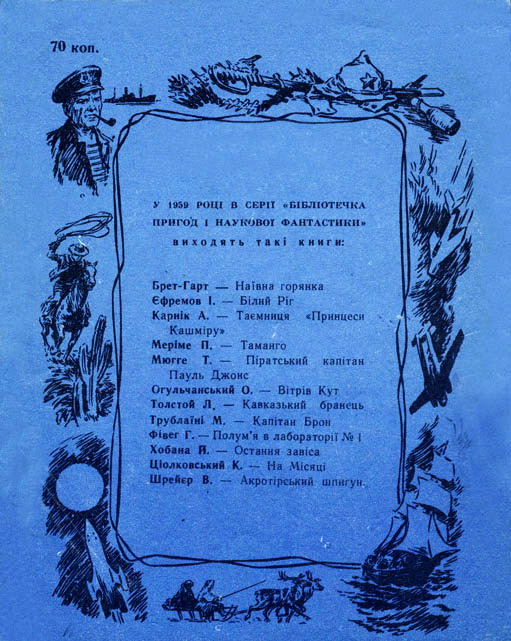 70 коп.
У 1959 РОЦІ В СЕРІЇ «БІБЛІОТЕЧКА
ПРИГОД І НАУКОВОЇ ФАНТАСТИКИ»
ВИХОДЯТЬ ТАКІ КНИГИ:
Брет-Гарт — Наївна горянка
Єфремов І. — Білий Ріг
Карнік А. — Таємниця «Принцеси
Кашміру»
Меріме П. — Таманго
Мюгге Т. — Піратський капітан
Пауль Джонс
Огульчанський О. — Вітрів Кут
Толстой Л. — Кавказький бранець
Трублаїні М. — Капітан Брон
Фівег Г. — Полум'я в лабораторії № 1
Хобана Й. — Остання завіса
Ціолковський К. — На Місяці
Шрейєр В. — Акротірський шпигун.